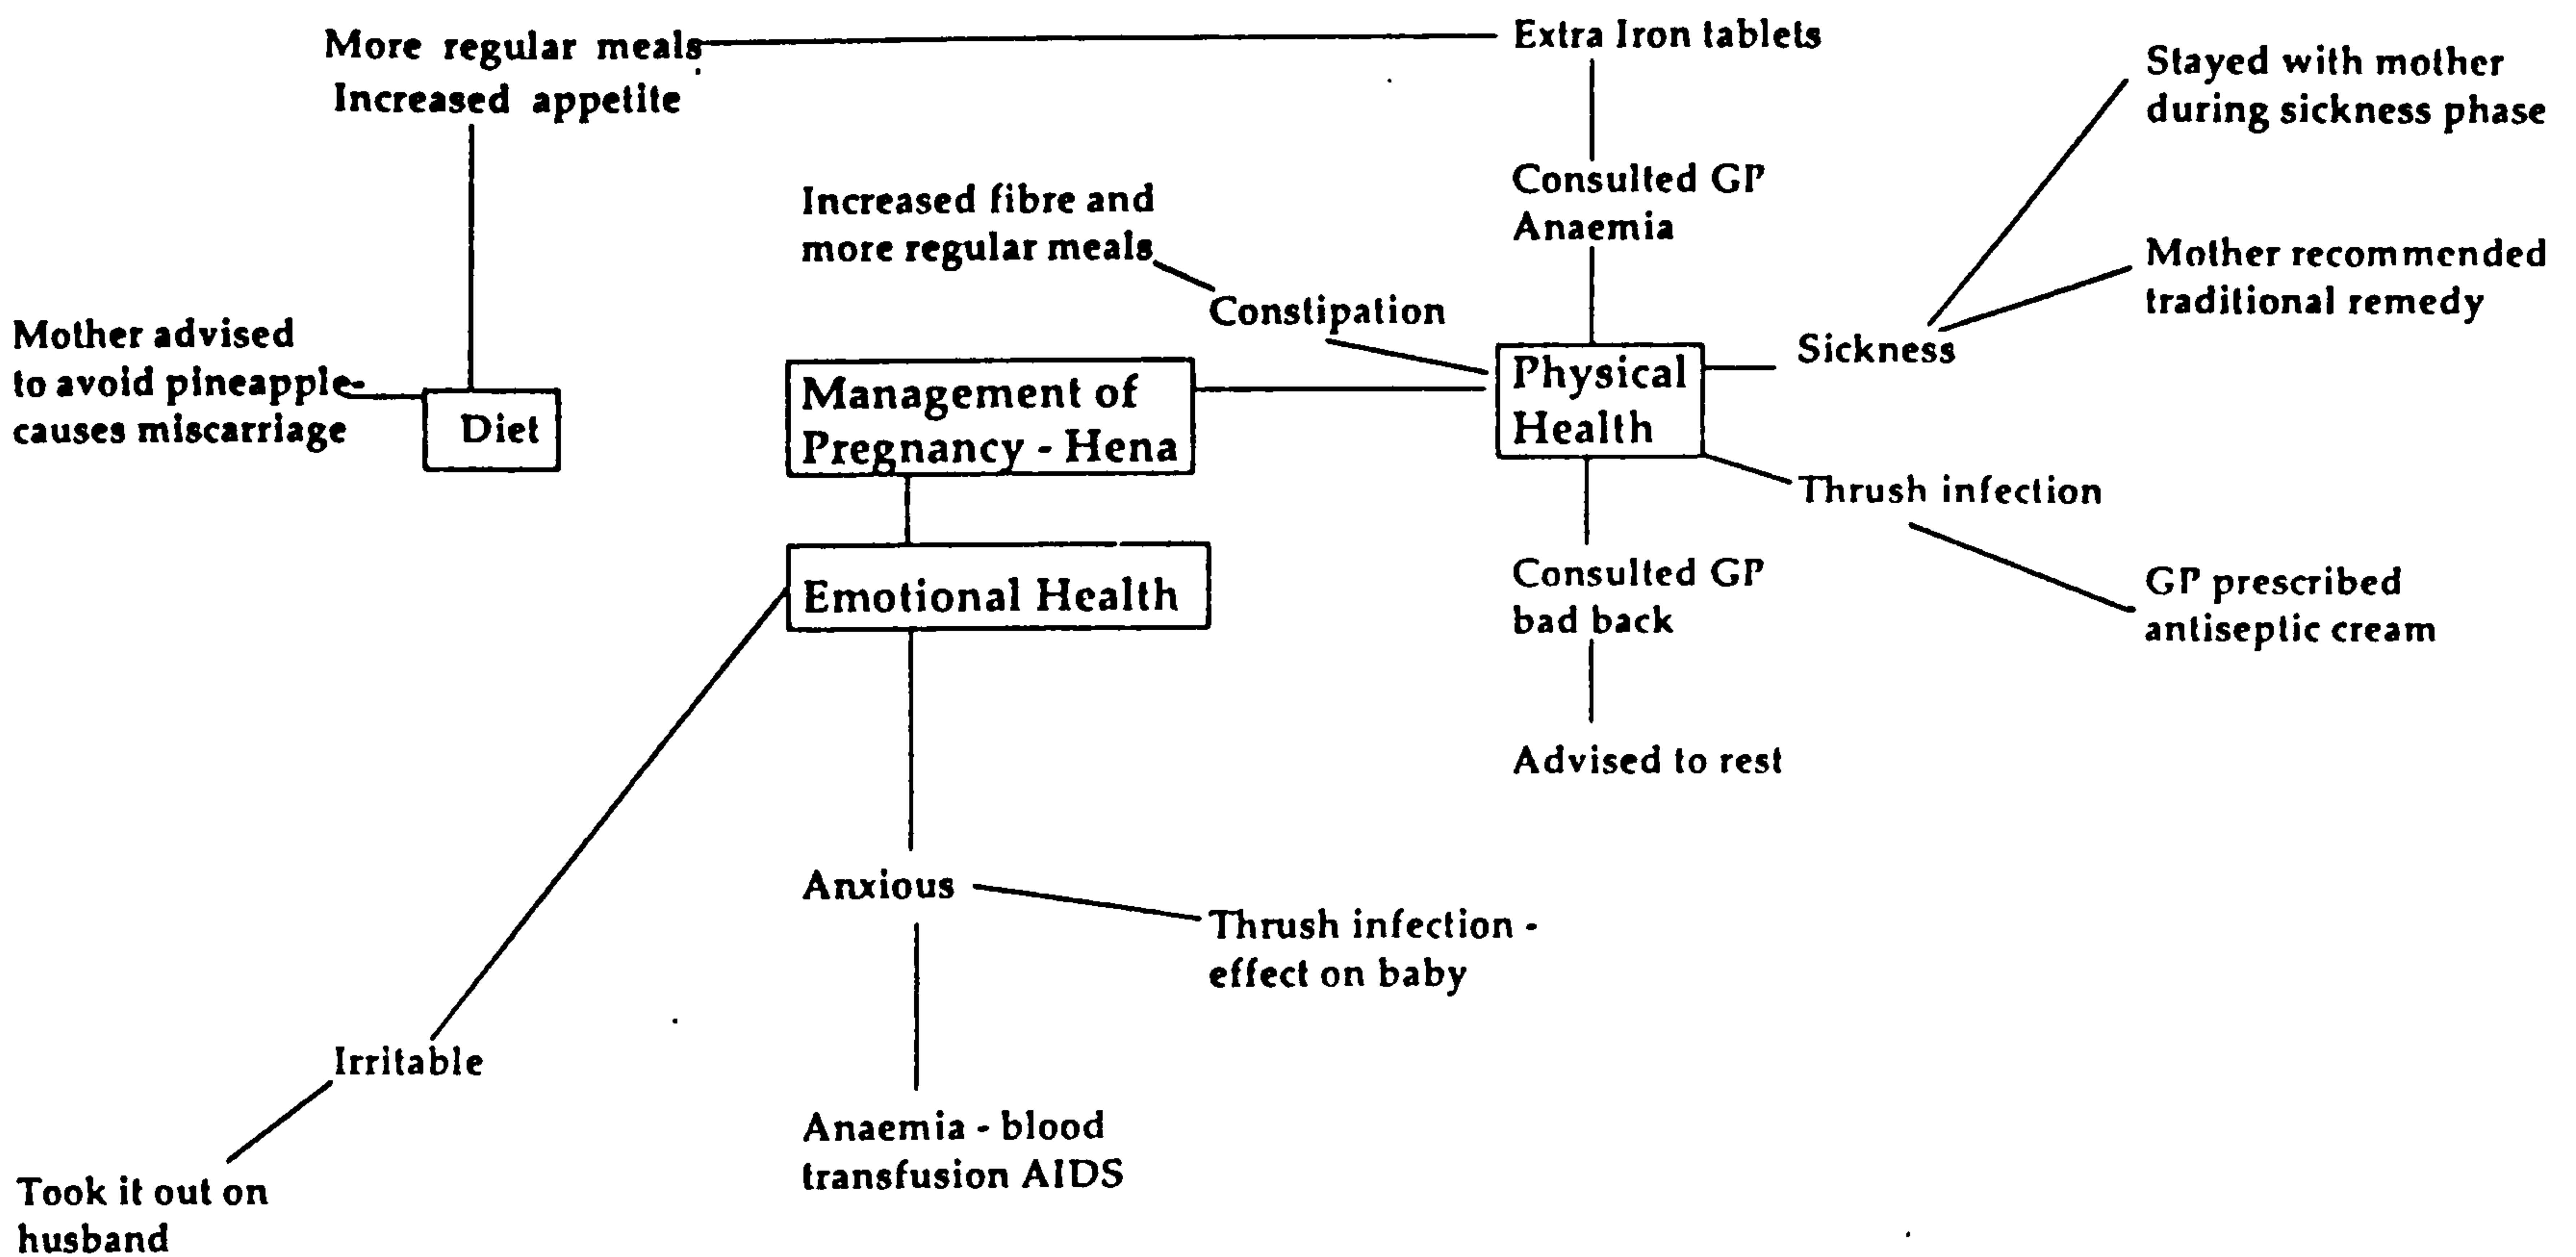 More regular meals
Increased appetite
Extra Iron tablets
Stayed with mother
during sickness phase
Increased fibre and
more regular meals
Consulted GP
Anaemia
Mother recommended
traditional remedy
Constipation
Mother advised
to avoid pineapple-
causes miscarriage
Diet
Management of
Pregnancy - Hena
Physical
Health
Sickness
Thrush infection
Emotional Health
Consulted GP
bad back
GP prescribed
antiseptic cream
Advised to rest
Anxious
Thrush infection -
effect on baby
Irritable
Anaemia - blood
transfusion AIDS
Took it out on
husband